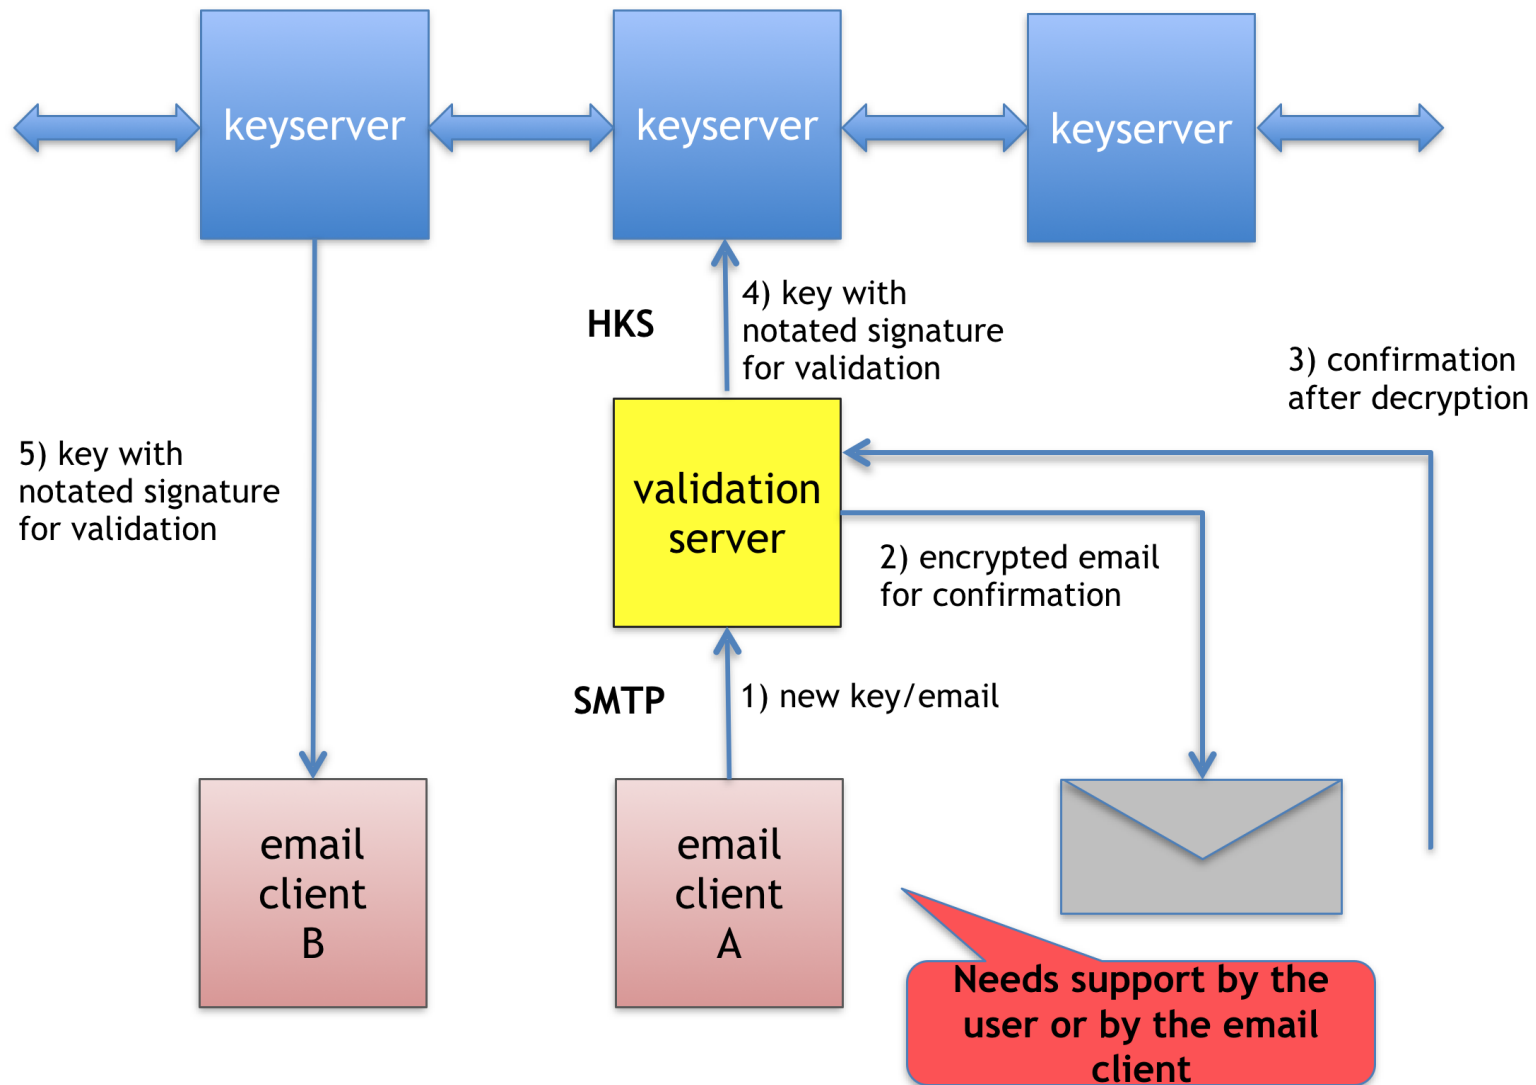 keyserver
keyserver
keyserver
HKS
4) key with
notated signature
for validation
3) confirmation
after decryption
5) key with
notated signature
for validation
validation
server
2) encrypted email
for confirmation
SMTP
1) new key/email
email
client
B
email
client
A
Needs support by the
user or by the email
client